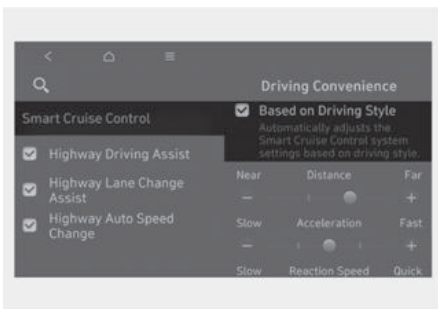 Driving Convenience
Smart Cruise Control
Highway Driving Assist
Highway Lane Change
Assist
Highway Auto Speed
Change
Based on Driving Style
Automatically adjusts the
Smart Cruise Control system
settings based on driving style.
Near Distance Far
– +
Slow Acceleration Fast
– +
Slow Reaction Speed Quick